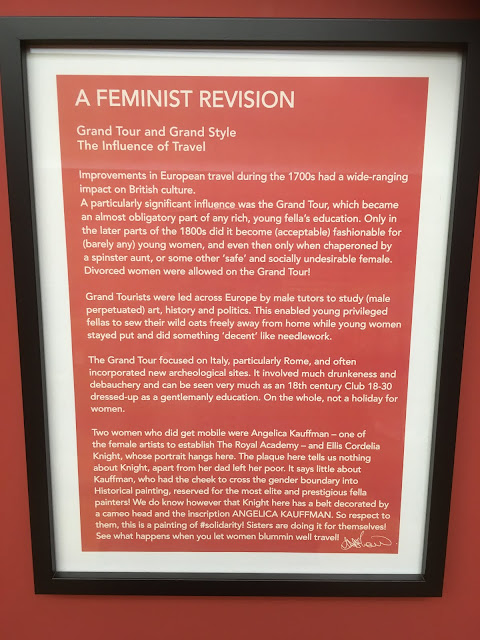 A FEMINIST REVISION
Grand Tour and Grand Style
The Influence of Travel
Improvements in European travel during the 1700s had a wide-ranging
impact on British culture.
A particularly significant influence was the Grand Tour, which became
an almost obligatory part of any rich, young fella's education. Only in
the later parts of the 1800s did it become (acceptable) fashionable for
(barely any) young women, and even then only when chaperoned by
a spinster aunt, or some other 'safe' and socially undesirable female.
Divorced women were allowed on the Grand Tour!
Grand Tourists were led across Europe by male tutors to study (male
perpetuated) art, history and politics. This enabled young privileged
fellas to sew their wild oats freely away from home while young women
stayed put and did something 'decent' like needlework.
The Grand Tour focused on Italy, particularly Rome, and often
incorporated new archeological sites. It involved much drunkeness and
debauchery and can be seen very much as an 18th century Club 18-30
dressed-up as a gentlemanly education. On the whole, not a holiday for
women.
Two women who did get mobile were Angelica Kauffman – one of
the female artists to establish The Royal Academy – and Ellis Cordelia
Knight, whose portrait hangs here. The plaque here tells us nothing
about Knight, apart from her dad left her poor. It says little about
Kauffman, who had the cheek to cross the gender boundary into
Historical painting, reserved for the most elite and prestigious fella
painters! We do know however that Knight here has a belt decorated by
a cameo head and the inscription ANGELICA KAUFFMAN. So respect to
them, this is a painting of #solidarity! Sisters are doing it for themselves!
See what happens when you let women blummin well travel!